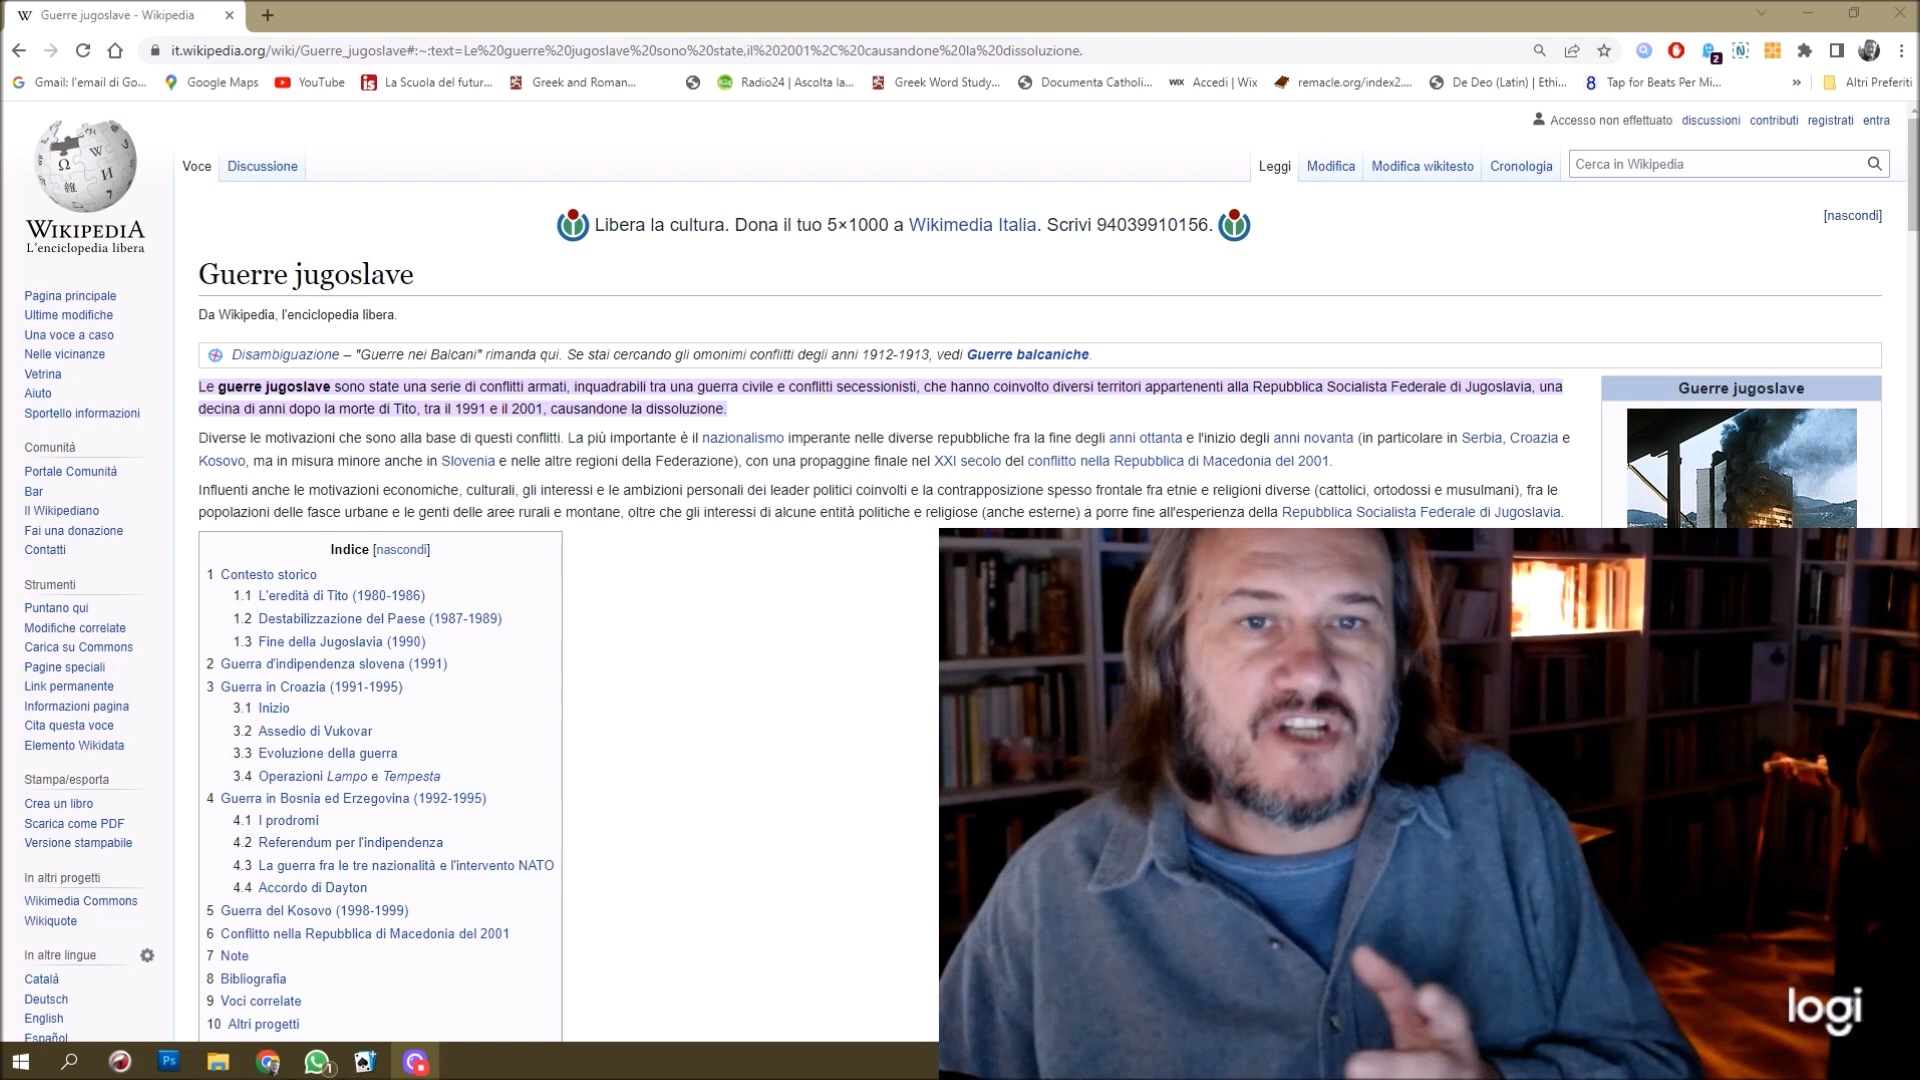 Guerre jugoslave - Wikipedia
it.wikipedia.org/wiki/Guerre_jugoslave#:~:text=Le%20guerre%20jugoslave%20sono%20state,il%202001%2C%20causandone%20la%20dissoluzione.
Gmail: l'email di Go... Google Maps YouTube La Scuola del futur... Greek and Roman... Radio24 | Ascolta la... Greek Word Study... Documenta Catholi... WIX Accedi | Wix remacle.org/index2.... De Deo (Latin) | Ethi... 8 Tap for Beats Per Mi... » Altri Preferiti
Accesso non effettuato discussioni contributi registrati entra
Voce Discussione Leggi Modifica Modifica wikitesto Cronologia Cerca in Wikipedia
WIKIPEDIA
L'enciclopedia libera
Libera la cultura. Dona il tuo 5×1000 a Wikimedia Italia. Scrivi 94039910156.
[nascondi]
Guerre jugoslave
Da Wikipedia, l'enciclopedia libera.
Disambiguazione – "Guerre nei Balcani" rimanda qui. Se stai cercando gli omonimi conflitti degli anni 1912-1913, vedi Guerre balcaniche.
Le guerre jugoslave sono state una serie di conflitti armati, inquadrabili tra una guerra civile e conflitti secessionisti, che hanno coinvolto diversi territori appartenenti alla Repubblica Socialista Federale di Jugoslavia, una
decina di anni dopo la morte di Tito, tra il 1991 e il 2001, causandone la dissoluzione.
Diverse le motivazioni che sono alla base di questi conflitti. La più importante è il nazionalismo imperante nelle diverse repubbliche fra la fine degli anni ottanta e l'inizio degli anni novanta (in particolare in Serbia, Croazia e
Kosovo, ma in misura minore anche in Slovenia e nelle altre regioni della Federazione), con una propaggine finale nel XXI secolo del conflitto nella Repubblica di Macedonia del 2001.
Influenti anche le motivazioni economiche, culturali, gli interessi e le ambizioni personali dei leader politici coinvolti e la contrapposizione spesso frontale fra etnie e religioni diverse (cattolici, ortodossi e musulmani), fra le
popolazioni delle fasce urbane e le genti delle aree rurali e montane, oltre che gli interessi di alcune entità politiche e religiose (anche esterne) a porre fine all'esperienza della Repubblica Socialista Federale di Jugoslavia.
Guerre jugoslave
Indice [nascondi]
1 Contesto storico
1.1 L'eredità di Tito (1980-1986)
1.2 Destabilizzazione del Paese (1987-1989)
1.3 Fine della Jugoslavia (1990)
2 Guerra d'indipendenza slovena (1991)
3 Guerra in Croazia (1991-1995)
3.1 Inizio
3.2 Assedio di Vukovar
3.3 Evoluzione della guerra
3.4 Operazioni Lampo e Tempesta
4 Guerra in Bosnia ed Erzegovina (1992-1995)
4.1 I prodromi
4.2 Referendum per l'indipendenza
4.3 La guerra fra le tre nazionalità e l'intervento NATO
4.4 Accordo di Dayton
5 Guerra del Kosovo (1998-1999)
6 Conflitto nella Repubblica di Macedonia del 2001
7 Note
8 Bibliografia
9 Voci correlate
10 Altri progetti
Pagina principale
Ultime modifiche
Una voce a caso
Nelle vicinanze
Vetrina
Aiuto
Sportello informazioni
Comunità
Portale Comunità
Bar
Il Wikipediano
Fai una donazione
Contatti
Strumenti
Puntano qui
Modifiche correlate
Carica su Commons
Pagine speciali
Link permanente
Informazioni pagina
Cita questa voce
Elemento Wikidata
Stampa/esporta
Crea un libro
Scarica come PDF
Versione stampabile
In altri progetti
Wikimedia Commons
Wikiquote
In altre lingue
Català
Deutsch
English
Español
logi
Ps
1